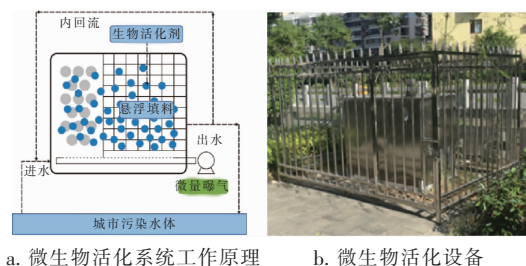 内回流
生物活化剂
悬浮填料
出水
进水
微量曝气
城市污染水体
a. 微生物活化系统工作原理
b. 微生物活化设备